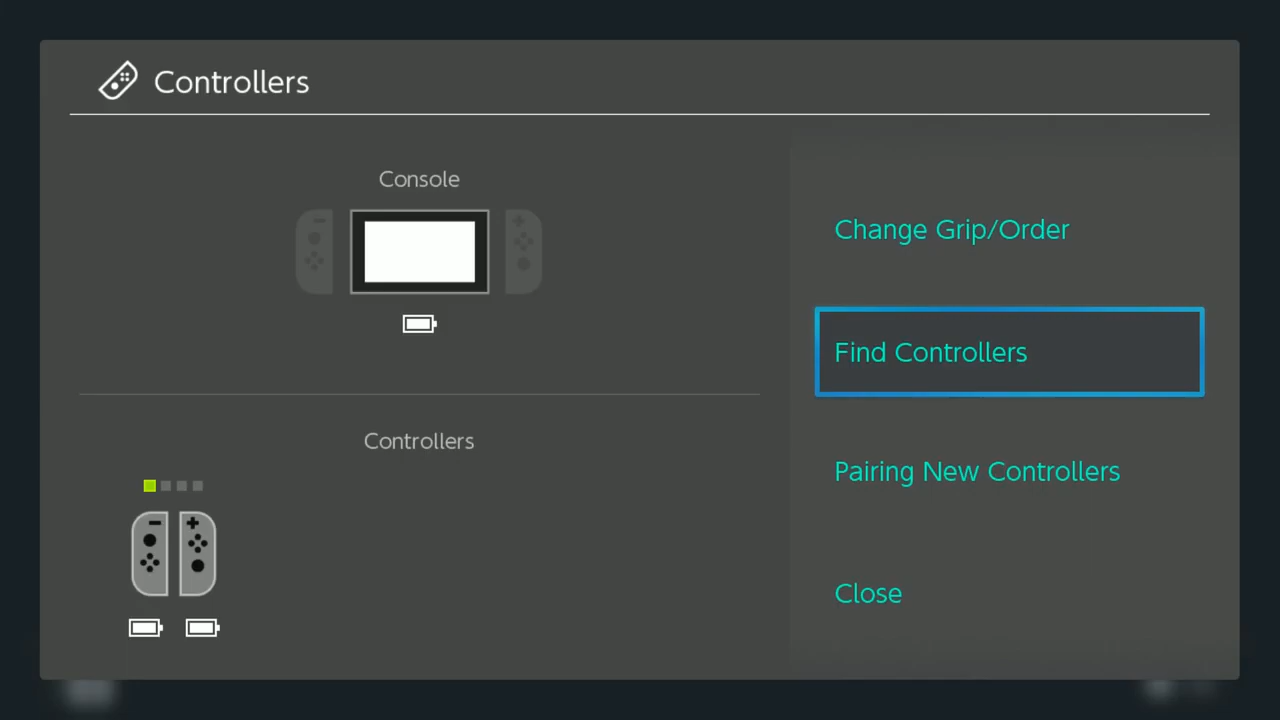 Controllers
Console
Controllers
Change Grip/Order
Find Controllers
Pairing New Controllers
Close